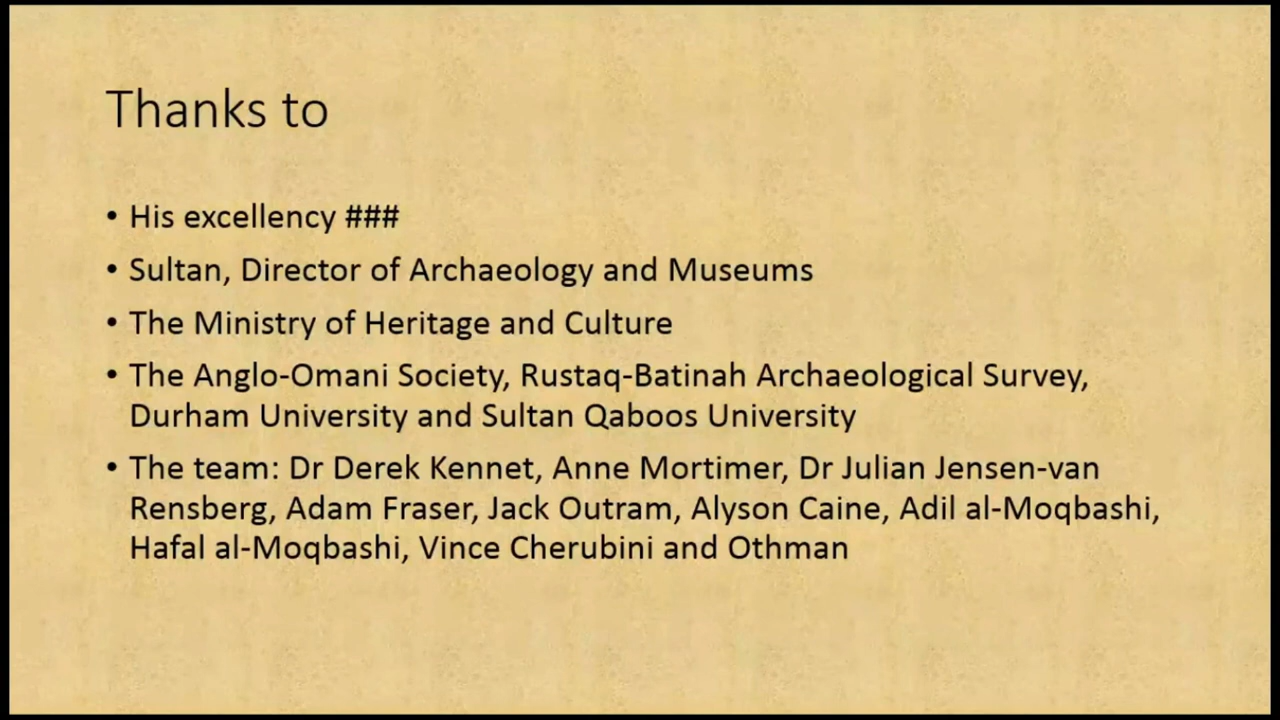 Thanks to
• His excellency ###
• Sultan, Director of Archaeology and Museums
• The Ministry of Heritage and Culture
• The Anglo-Omani Society, Rustaq-Batinah Archaeological Survey,
Durham University and Sultan Qaboos University
• The team: Dr Derek Kennet, Anne Mortimer, Dr Julian Jensen-van
Rensberg, Adam Fraser, Jack Outram, Alyson Caine, Adil al-Moqbashi,
Hafal al-Moqbashi, Vince Cherubini and Othman